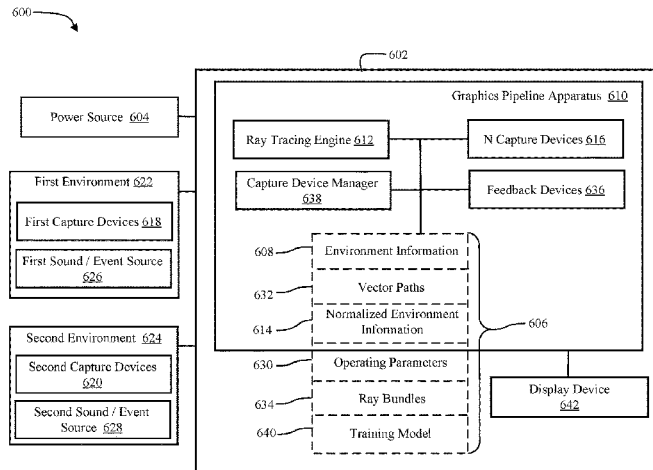 600
602
Graphics Pipeline Apparatus 610
Power Source 604
Ray Tracing Engine 612
N Capture Devices 616
First Environment 622
First Capture Devices 618
First Sound / Event Source
626
Capture Device Manager
638
Feedback Devices 636
608
Environment Information
632
Vector Paths
614
Normalized Environment
Information
606
Second Environment 624
Second Capture Devices
620
Second Sound / Event
Source 628
630
Operating Parameters
634
Ray Bundles
640
Training Model
Display Device
642